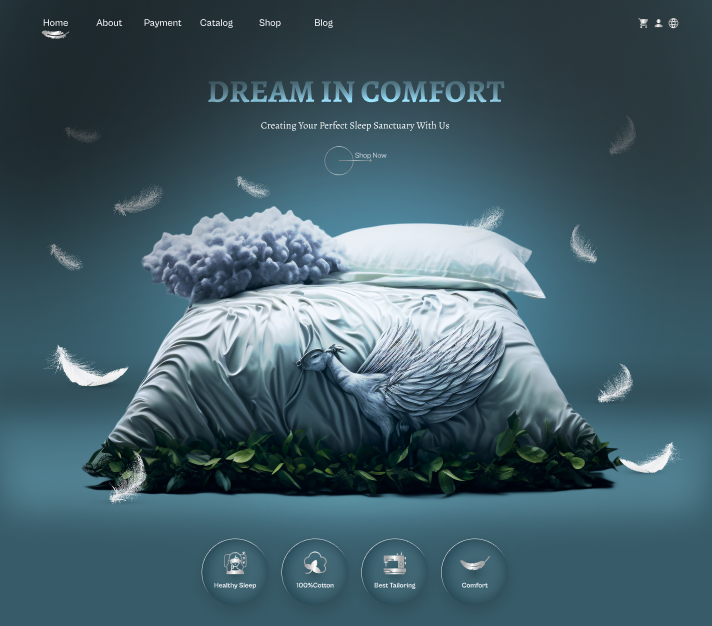 Home About Payment Catalog Shop Blog
DREAM IN COMFORT
Creating Your Perfect Sleep Sanctuary With Us
Shop Now
Healthy Sleep 100%Cotton Best Tailoring Comfort